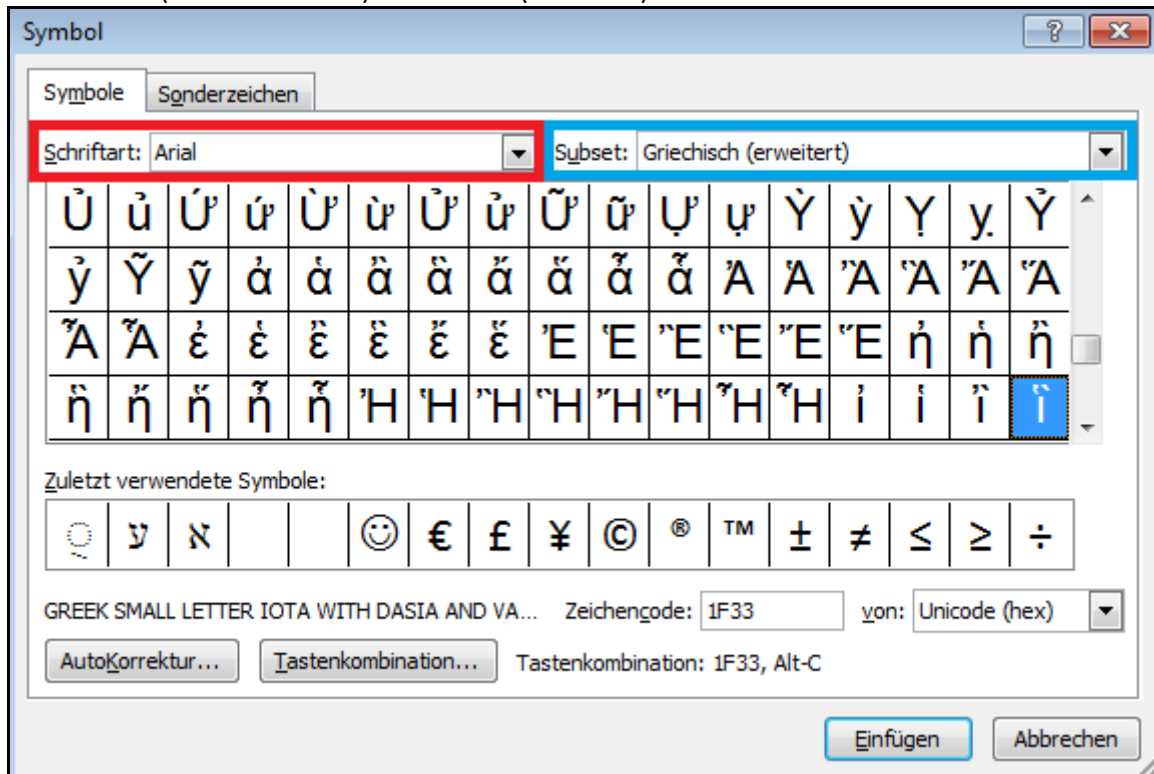 Symbol
Symbole Sonderzeichen
Schriftart: Arial Subset: Griechisch (erweitert)
Ủ ủ Ứ ứ Ừ ừ Ử ử Ữ ữ Ự ự Ỳ ỳ Ỵ ỵ Ỷ
ỷ Ỹ ỹ ἀ ἁ ἂ ἃ ἄ ἅ ἆ ἇ Ἀ Ἁ Ἂ Ἃ Ἄ Ἅ
Ἆ Ἇ ἐ ἑ ἒ ἓ ἔ ἕ Ἐ Ἑ Ἒ Ἓ Ἔ Ἕ ἠ ἡ ἢ
ἣ ἤ ἥ ἦ ἧ Ἠ Ἡ Ἢ Ἣ Ἤ Ἥ Ἦ Ἧ ἰ ἱ ἲ ἳ
Zuletzt verwendete Symbole:
ע א ☺ € £ ¥ © ® ™ ± ≠ ≤ ≥ ÷
GREEK SMALL LETTER IOTA WITH DASIA AND VA... Zeichencode: 1F33 von: Unicode (hex)
AutoKorrektur... Tastenkombination... Tastenkombination: 1F33, Alt-C
Einfügen Abbrechen